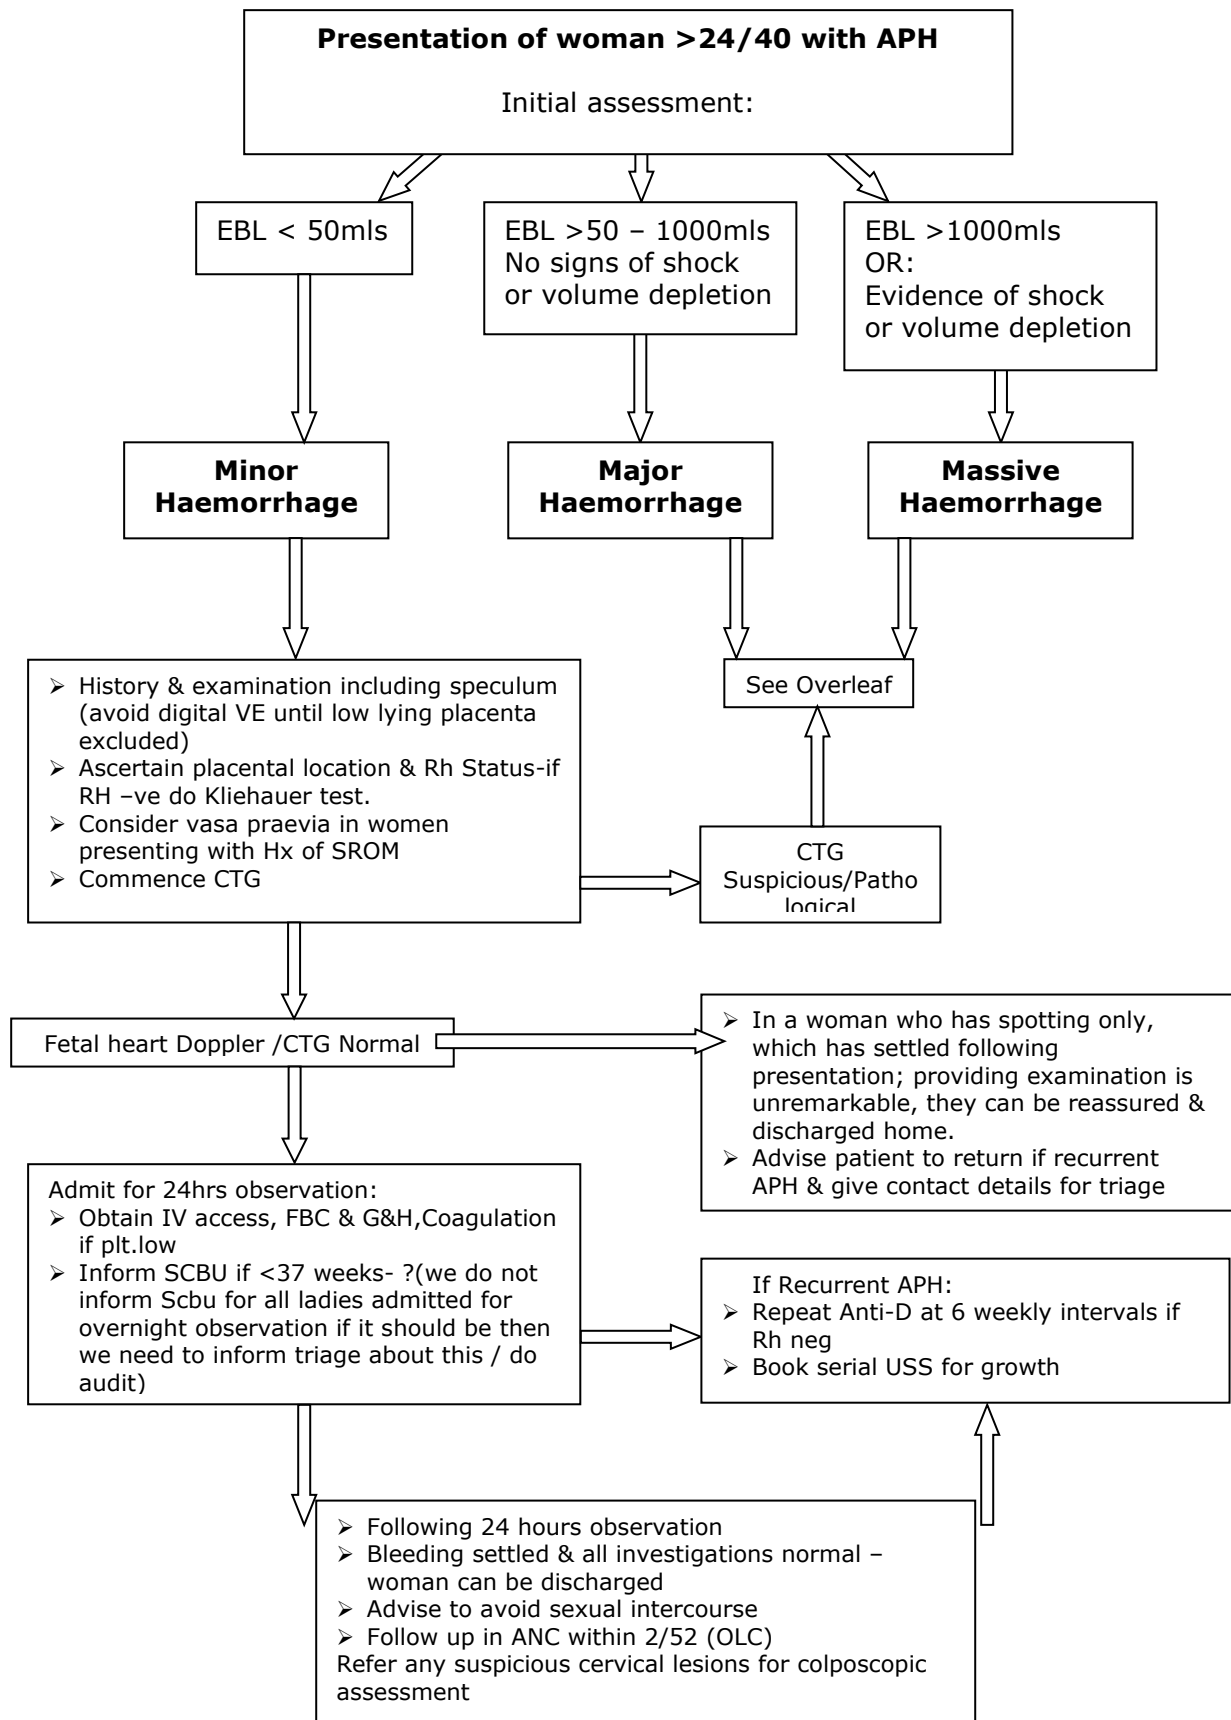 Presentation of woman >24/40 with APH
Initial assessment:
EBL < 50mls
EBL >50 – 1000mls
No signs of shock
or volume depletion
EBL >1000mls
OR:
Evidence of shock
or volume depletion
Minor
Haemorrhage
Major
Haemorrhage
Massive
Haemorrhage
➢ History & examination including speculum
(avoid digital VE until low lying placenta
excluded)
➢ Ascertain placental location & Rh Status-if
RH –ve do Kliehauer test.
➢ Consider vasa praevia in women
presenting with Hx of SROM
➢ Commence CTG
See Overleaf
CTG
Suspicious/Patho
logical
Fetal heart Doppler /CTG Normal
➢ In a woman who has spotting only,
which has settled following
presentation; providing examination is
unremarkable, they can be reassured &
discharged home.
➢ Advise patient to return if recurrent
APH & give contact details for triage
Admit for 24hrs observation:
➢ Obtain IV access, FBC & G&H,Coagulation
if plt.low
➢ Inform SCBU if <37 weeks- ?(we do not
inform Scbu for all ladies admitted for
overnight observation if it should be then
we need to inform triage about this / do
audit)
If Recurrent APH:
➢ Repeat Anti-D at 6 weekly intervals if
Rh neg
➢ Book serial USS for growth
➢ Following 24 hours observation
➢ Bleeding settled & all investigations normal –
woman can be discharged
➢ Advise to avoid sexual intercourse
➢ Follow up in ANC within 2/52 (OLC)
Refer any suspicious cervical lesions for colposcopic
assessment